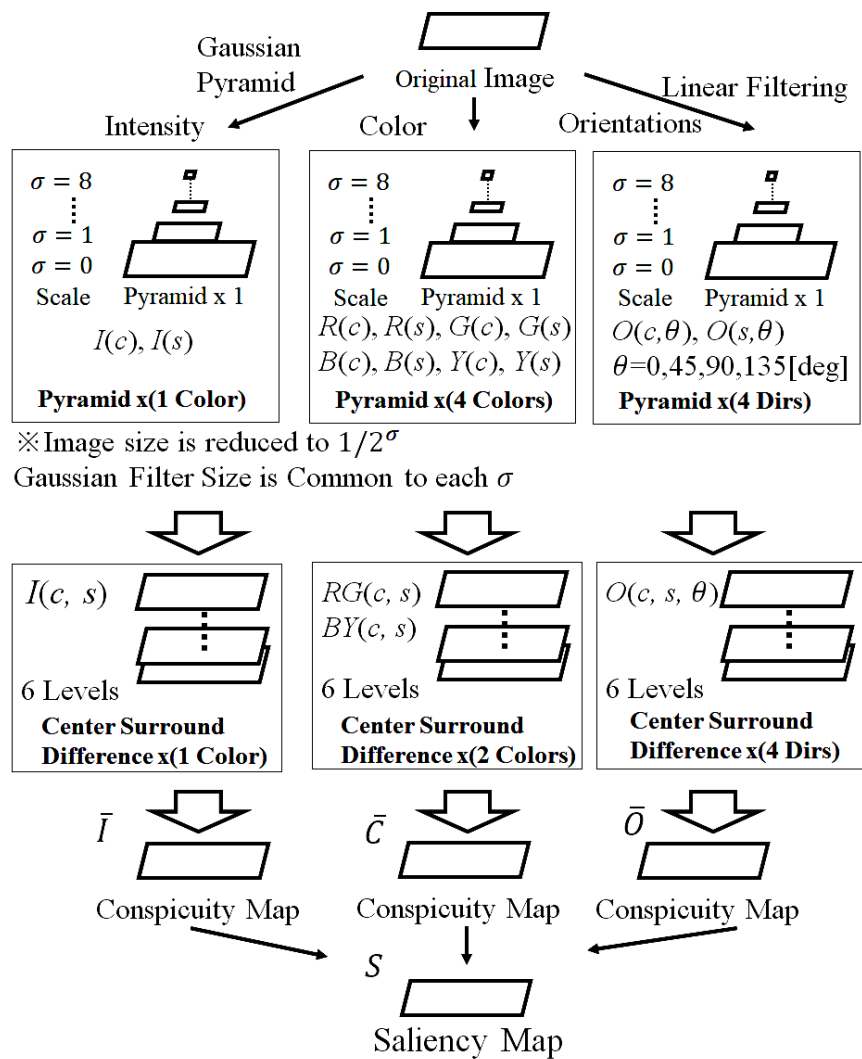 Gaussian
Pyramid
Original Image
Linear Filtering
Intensity
Color
Orientations
σ = 8
σ = 1
σ = 0
Scale
Pyramid x 1
I(c), I(s)
Pyramid x(1 Color)
σ = 8
σ = 1
σ = 0
Scale
Pyramid x 1
R(c), R(s), G(c), G(s)
B(c), B(s), Y(c), Y(s)
Pyramid x(4 Colors)
σ = 8
σ = 1
σ = 0
Scale
Pyramid x 1
O(c,θ), O(s,θ)
θ=0,45,90,135[deg]
Pyramid x(4 Dirs)
※Image size is reduced to 1/2^σ
Gaussian Filter Size is Common to each σ
I(c, s)
6 Levels
Center Surround
Difference x(1 Color)
RG(c, s)
BY(c, s)
6 Levels
Center Surround
Difference x(2 Colors)
O(c, s, θ)
6 Levels
Center Surround
Difference x(4 Dirs)
Ī
C̄
Ō
Conspicuity Map
Conspicuity Map
Conspicuity Map
S
Saliency Map